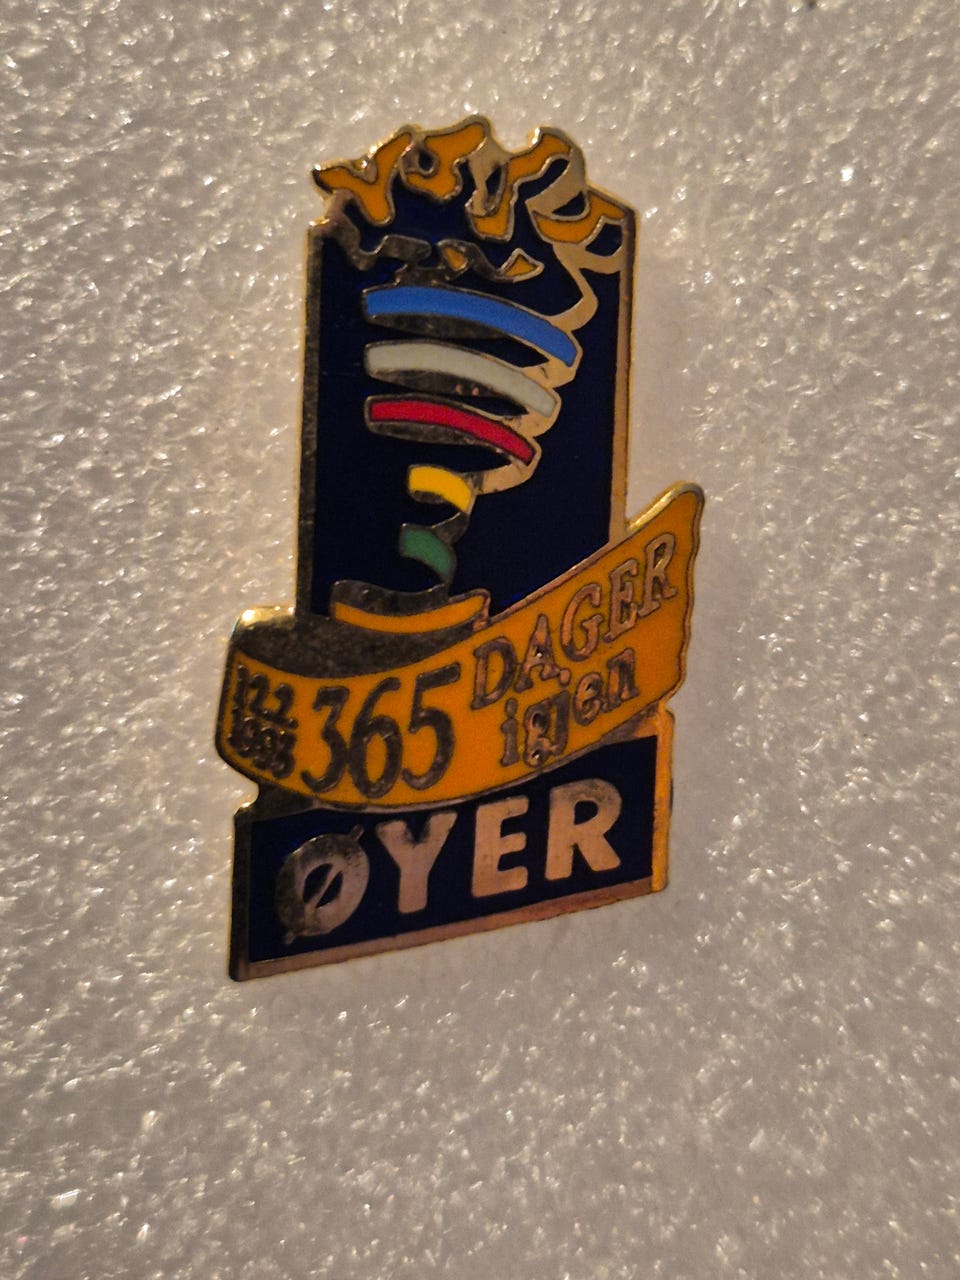 12.2
1993
365 DAGER
igjen
ØYER